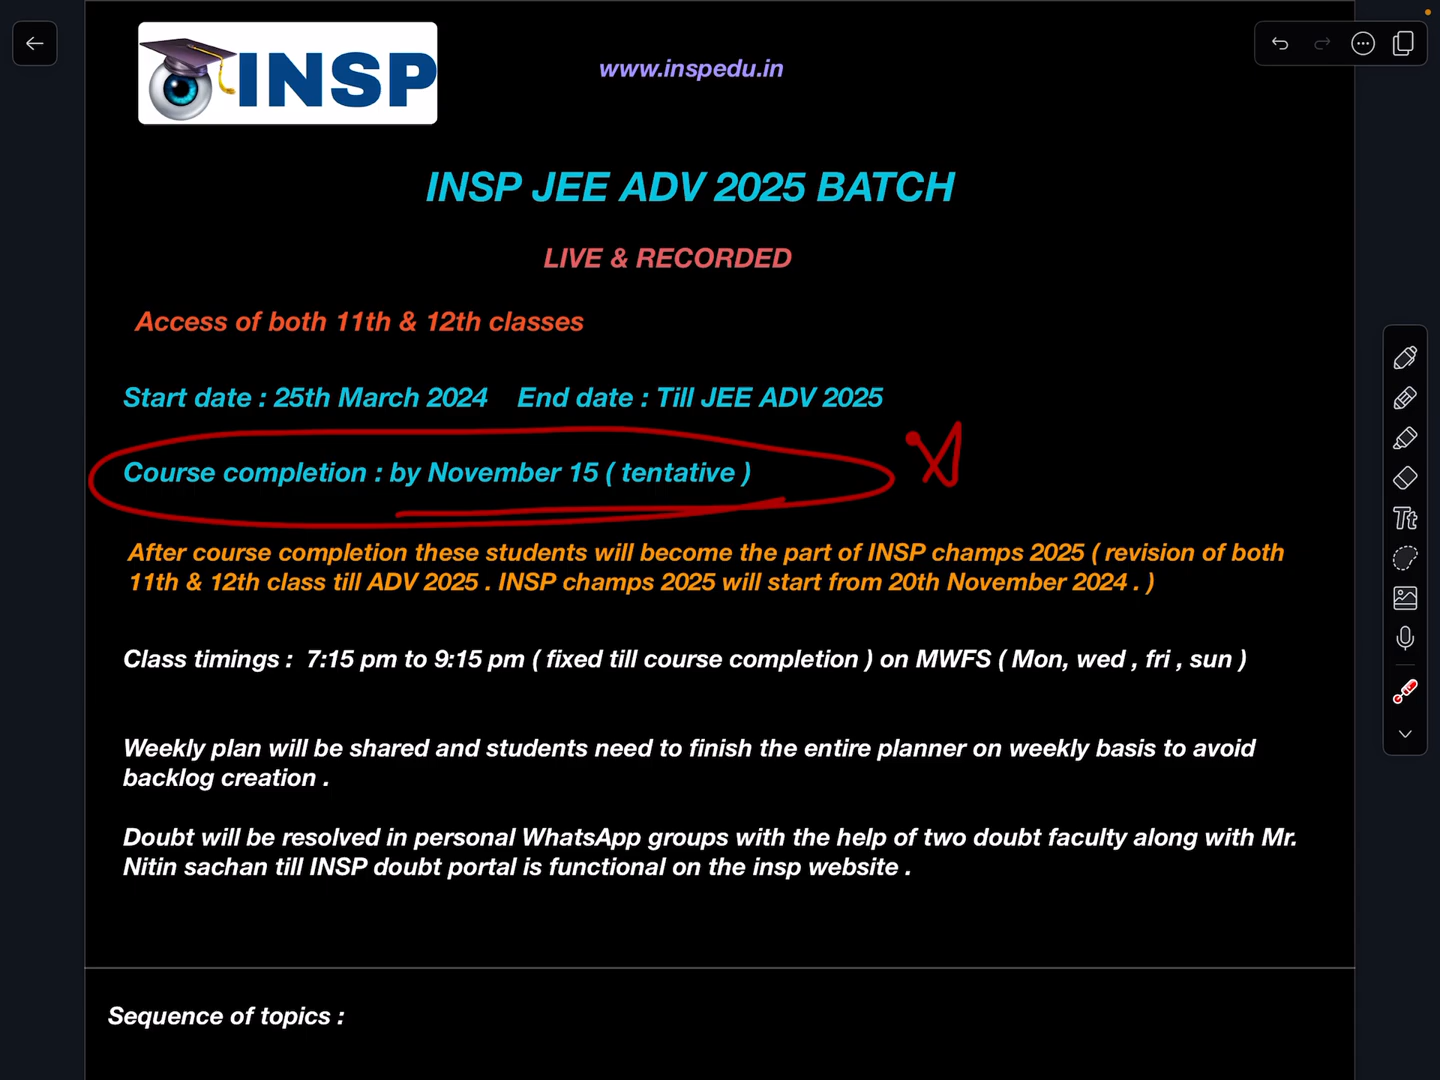 INSP
www.inspedu.in
INSP JEE ADV 2025 BATCH
LIVE & RECORDED
Access of both 11th & 12th classes
Start date : 25th March 2024 End date : Till JEE ADV 2025
Course completion : by November 15 ( tentative )
After course completion these students will become the part of INSP champs 2025 ( revision of both
11th & 12th class till ADV 2025 . INSP champs 2025 will start from 20th November 2024 . )
Class timings : 7:15 pm to 9:15 pm ( fixed till course completion ) on MWFS ( Mon, wed , fri , sun )
Weekly plan will be shared and students need to finish the entire planner on weekly basis to avoid
backlog creation .
Doubt will be resolved in personal WhatsApp groups with the help of two doubt faculty along with Mr.
Nitin sachan till INSP doubt portal is functional on the insp website .
Sequence of topics :
Tt